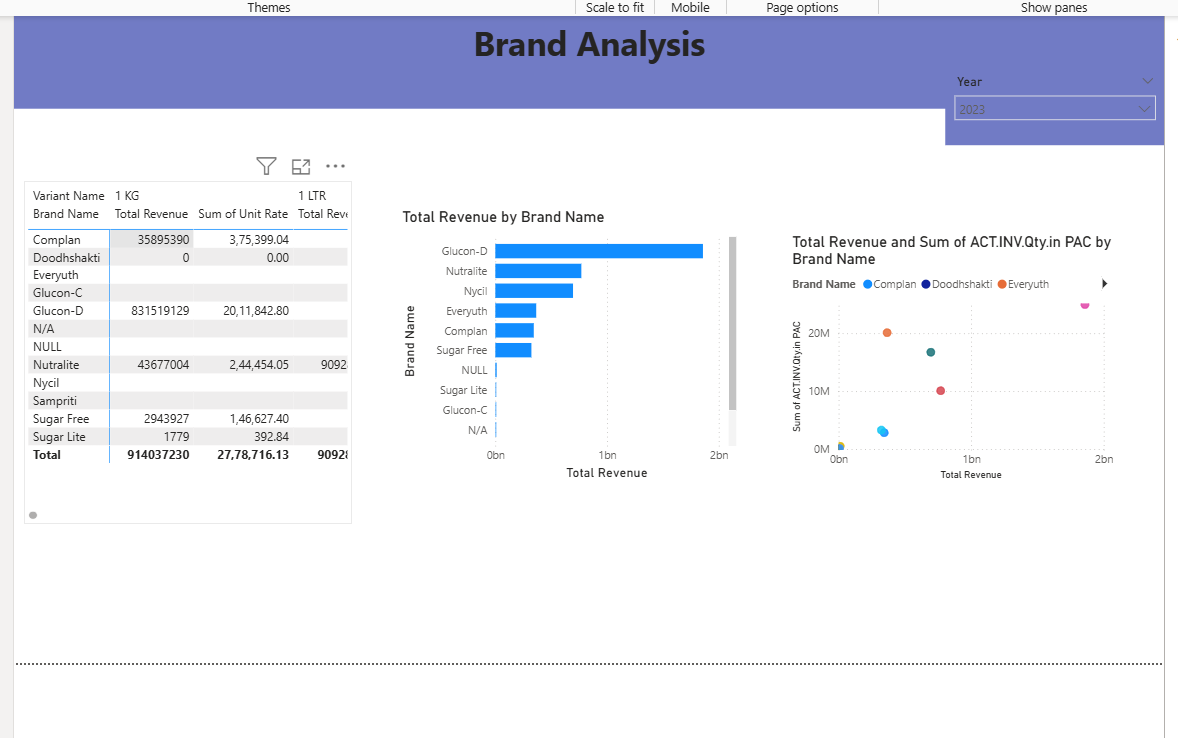 Themes Scale to fit Mobile Page options Show panes
Brand Analysis
Year
2023
Variant Name 1 KG 1 LTR
Brand Name Total Revenue Sum of Unit Rate Total Reve
Complan 35895390 3,75,399.04
Doodhshakti 0 0.00
Everyuth
Glucon-C
Glucon-D 831519129 20,11,842.80
N/A
NULL
Nutralite 43677004 2,44,454.05 9092
Nycil
Sampriti
Sugar Free 2943927 1,46,627.40
Sugar Lite 1779 392.84
Total 914037230 27,78,716.13 9092
Total Revenue by Brand Name
Brand Name
Glucon-D
Nutralite
Nycil
Everyuth
Complan
Sugar Free
NULL
Sugar Lite
Glucon-C
N/A
0bn 1bn 2bn
Total Revenue
Total Revenue and Sum of ACT.INV.Qty.in PAC by
Brand Name
Brand Name Complan Doodhshakti Everyuth
Sum of ACT.INV.Qty.in PAC
20M
10M
0M
0bn 1bn 2bn
Total Revenue